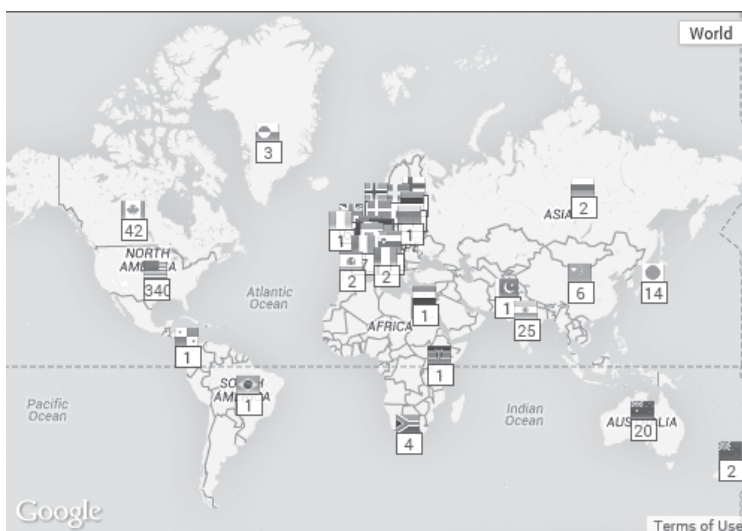 World
3
42
1
1
ASIA
2
NORTH
AMERICA
340
2
2
6
14
Atlantic
Ocean
1
1
25
AFRICA
1
1
SOUTH
AMERICA
1
Pacific
Ocean
Indian
Ocean
4
AUSTRALIA
20
2
Google
Terms of Use